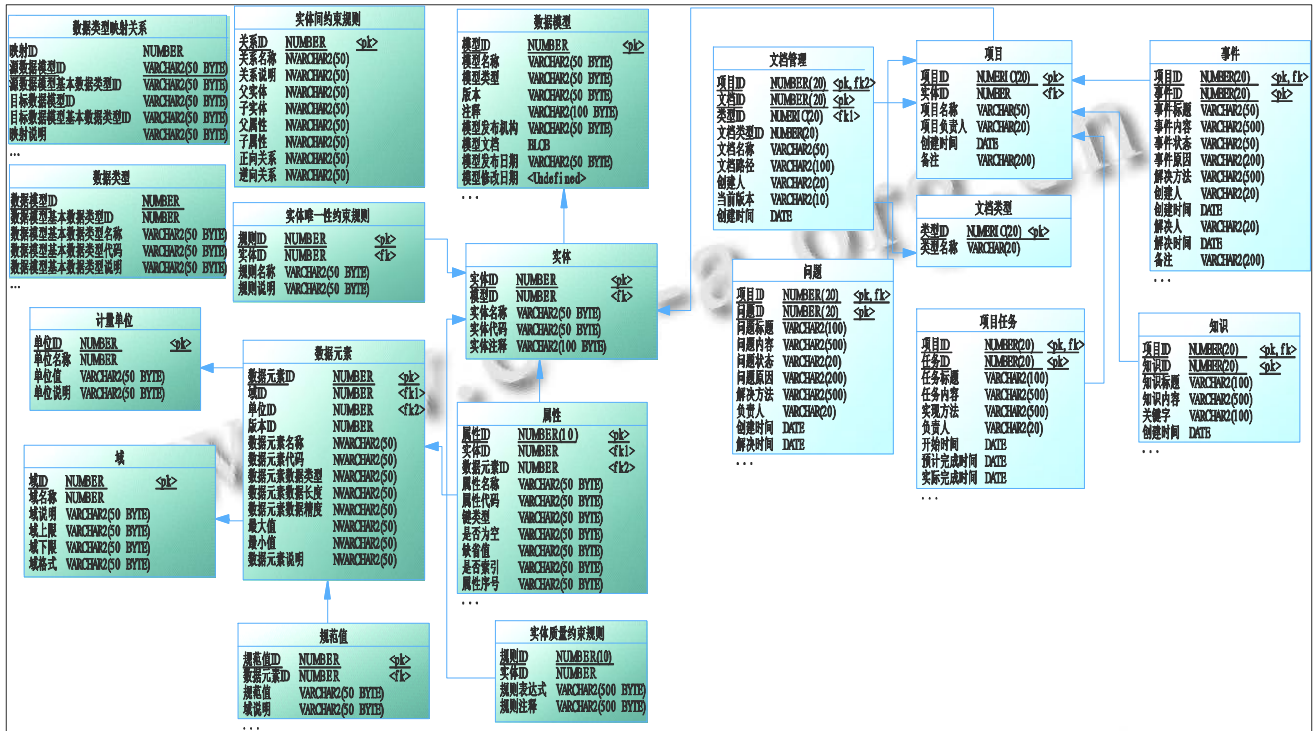 数据类型映射关系
映射ID NUMBER
源数据模型ID VARCHAR2(50 BYTE)
源数据模型基本数据类型ID VARCHAR2(50 BYTE)
目标数据模型ID VARCHAR2(50 BYTE)
目标数据模型基本数据类型ID VARCHAR2(50 BYTE)
映射说明 VARCHAR2(50 BYTE)
...
数据类型
数据模型ID NUMBER
数据模型基本数据类型ID NUMBER
数据模型基本数据类型名称 VARCHAR2(50 BYTE)
数据模型基本数据类型代码 VARCHAR2(50 BYTE)
数据模型基本数据类型说明 VARCHAR2(50 BYTE)
...
实体间约束规则
关系ID NUMBER <pk>
关系名称 NVARCHAR2(50)
关系说明 NVARCHAR2(50)
父实体 NVARCHAR2(50)
子实体 NVARCHAR2(50)
父属性 NVARCHAR2(50)
子属性 NVARCHAR2(50)
正向关系 NVARCHAR2(50)
逆向关系 NVARCHAR2(50)
数据模型
模型ID NUMBER <pk>
模型名称 VARCHAR2(50 BYTE)
模型类型 VARCHAR2(50 BYTE)
版本 VARCHAR2(50 BYTE)
注释 VARCHAR2(100 BYTE)
模型发布机构 VARCHAR2(50 BYTE)
模型文档 BLOB
模型发布日期 VARCHAR2(50 BYTE)
模型修改日期 <Undefined>
...
实体唯一性约束规则
规则ID NUMBER <pk>
实体ID NUMBER <fk>
规则名称 VARCHAR2(50 BYTE)
规则说明 VARCHAR2(50 BYTE)
实体
实体ID NUMBER <pk>
模型ID NUMBER <fk>
实体名称 VARCHAR2(50 BYTE)
实体代码 VARCHAR2(50 BYTE)
实体注释 VARCHAR2(100 BYTE)
计量单位
单位ID NUMBER <pk>
单位名称 NUMBER
单位值 VARCHAR2(50 BYTE)
单位说明 VARCHAR2(50 BYTE)
域
域ID NUMBER <pk>
域名称 NUMBER
域说明 VARCHAR2(50 BYTE)
域上限 VARCHAR2(50 BYTE)
域下限 VARCHAR2(50 BYTE)
域格式 VARCHAR2(50 BYTE)
数据元素
数据元素ID NUMBER <pk>
域ID NUMBER <fk1>
单位ID NUMBER <fk2>
版本ID NUMBER
数据元素名称 NVARCHAR2(50)
数据元素代码 NVARCHAR2(50)
数据元素数据类型 NVARCHAR2(50)
数据元素数据长度 NVARCHAR2(50)
数据元素数据精度 NVARCHAR2(50)
最大值 NVARCHAR2(50)
最小值 NVARCHAR2(50)
数据元素说明 NVARCHAR2(50)
属性
属性ID NUMBER(10) <pk>
实体ID NUMBER <fk1>
数据元素ID NUMBER <fk2>
属性名称 VARCHAR2(50 BYTE)
属性代码 VARCHAR2(50 BYTE)
键类型 VARCHAR2(50 BYTE)
是否为空 VARCHAR2(50 BYTE)
缺省值 VARCHAR2(50 BYTE)
是否索引 VARCHAR2(50 BYTE)
属性序号 VARCHAR2(50 BYTE)
...
规范值
规范值ID NUMBER <pk>
数据元素ID NUMBER <fk>
规范值 VARCHAR2(50 BYTE)
域说明 VARCHAR2(50 BYTE)
...
实体质量约束规则
规则ID NUMBER(10)
实体ID NUMBER
规则表达式 VARCHAR2(500 BYTE)
规则注释 VARCHAR2(500 BYTE)
文档管理
项目ID NUMBER(20) <pk,fk2>
文档ID NUMBER(20) <pk>
类型ID NUMERIC(20) <fk1>
文档类型ID NUMBER(20)
文档名称 VARCHAR2(50)
文档路径 VARCHAR2(100)
创建人 VARCHAR2(20)
当前版本 VARCHAR2(10)
创建时间 DATE
项目
项目ID NUMERIC(20) <pk>
实体ID NUMBER <fk>
项目名称 VARCHAR(50)
项目负责人 VARCHAR(20)
创建时间 DATE
备注 VARCHAR(200)
文档类型
类型ID NUMERIC(20) <pk>
类型名称 VARCHAR(20)
事件
项目ID NUMBER(20) <pk,fk>
事件ID NUMBER(20) <pk>
事件标题 VARCHAR2(50)
事件内容 VARCHAR2(500)
事件状态 VARCHAR2(50)
事件原因 VARCHAR2(200)
解决方法 VARCHAR2(500)
创建人 VARCHAR2(20)
创建时间 DATE
解决人 VARCHAR2(20)
解决时间 DATE
备注 VARCHAR2(200)
...
问题
项目ID NUMBER(20) <pk,fk>
问题ID NUMBER(20) <pk>
问题标题 VARCHAR2(100)
问题内容 VARCHAR2(500)
问题状态 VARCHAR2(20)
问题原因 VARCHAR2(200)
解决方法 VARCHAR2(500)
负责人 VARCHAR(20)
创建时间 DATE
解决时间 DATE
...
项目任务
项目ID NUMBER(20) <pk,fk>
任务ID NUMBER(20) <pk>
任务标题 VARCHAR2(100)
任务内容 VARCHAR2(500)
实现方法 VARCHAR2(500)
负责人 VARCHAR2(20)
开始时间 DATE
预计完成时间 DATE
实际完成时间 DATE
...
知识
项目ID NUMBER(20) <pk,fk>
知识ID NUMBER(20) <pk>
知识标题 VARCHAR2(100)
知识内容 VARCHAR2(500)
关键字 VARCHAR2(100)
创建时间 DATE
...